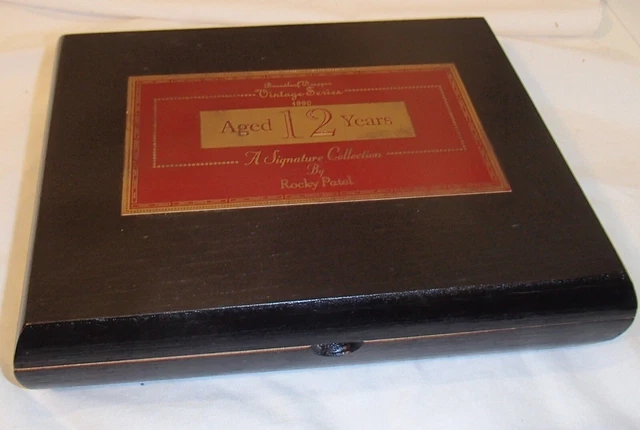 Vintage Series
1990
Aged 12 Years
A Signature Collection
By
Rocky Patel